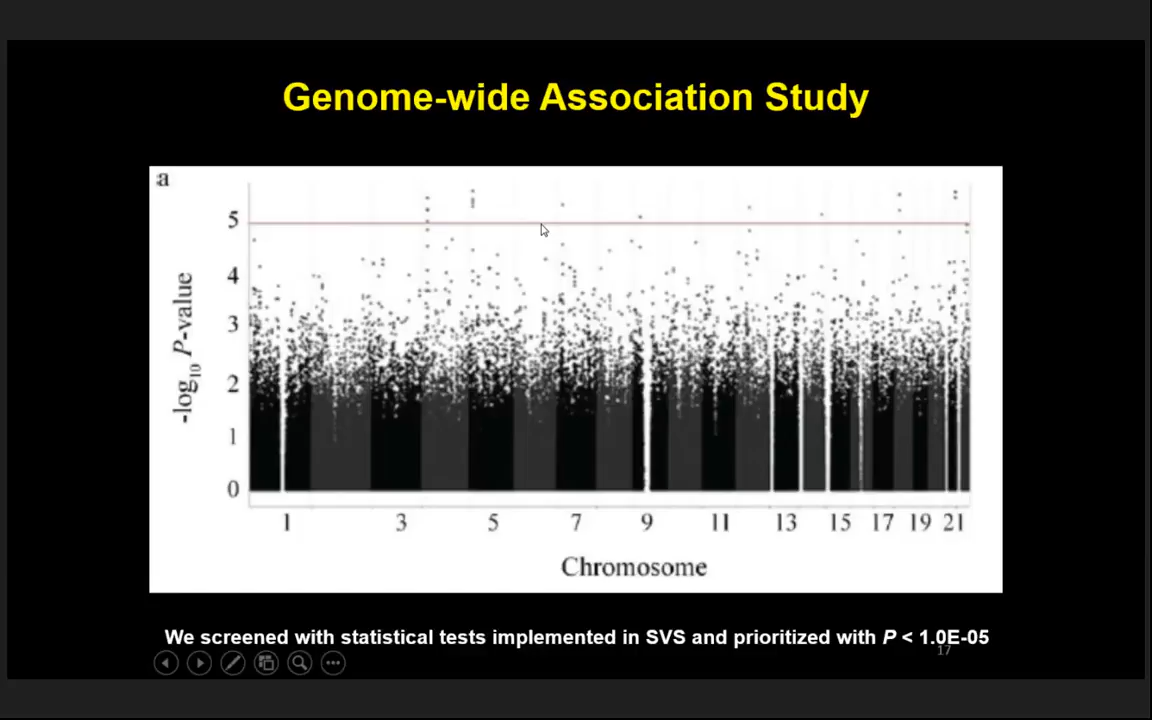 Genome-wide Association Study
a
5
4
3
2
1
0
-log10 P-value
1 3 5 7 9 11 13 15 17 19 21
Chromosome
We screened with statistical tests implemented in SVS and prioritized with P < 1.0E-05
17